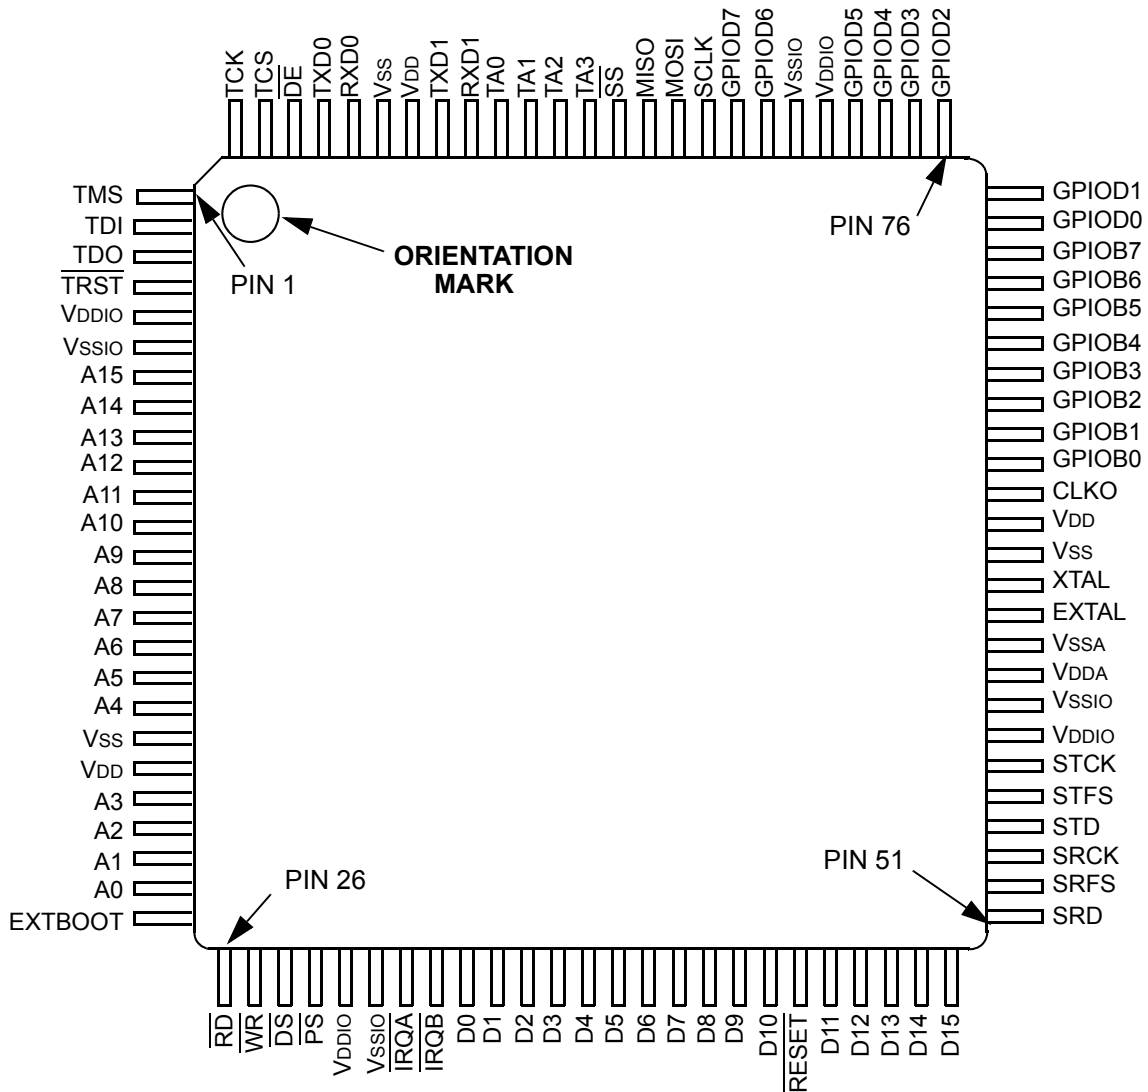 TCK
TCS
DE
TXD0
RXD0
VSS
VDD
TXD1
RXD1
TA0
TA1
TA2
TA3
SS
MISO
MOSI
SCLK
GPIOD7
GPIOD6
VSSIO
VDDIO
GPIOD5
GPIOD4
GPIOD3
GPIOD2
TMS
TDI
TDO
TRST
VDDIO
VSSIO
A15
A14
A13
A12
A11
A10
A9
A8
A7
A6
A5
A4
VSS
VDD
A3
A2
A1
A0
EXTBOOT
PIN 1
ORIENTATION
MARK
PIN 76
PIN 26
PIN 51
GPIOD1
GPIOD0
GPIOB7
GPIOB6
GPIOB5
GPIOB4
GPIOB3
GPIOB2
GPIOB1
GPIOB0
CLKO
VDD
VSS
XTAL
EXTAL
VSSA
VDDA
VSSIO
VDDIO
STCK
STFS
STD
SRCK
SRFS
SRD
RD
WR
DS
PS
VDDIO
VSSIO
IRQA
IRQB
D0
D1
D2
D3
D4
D5
D6
D7
D8
D9
D10
RESET
D11
D12
D13
D14
D15